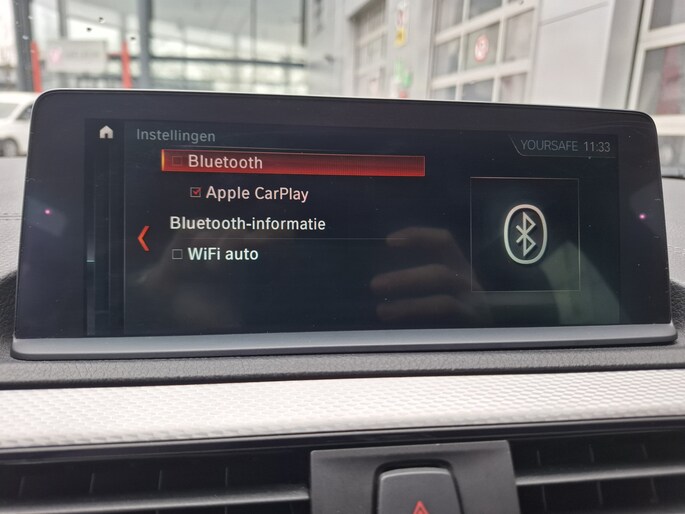 Instellingen
YOURSAFE 11:33
Bluetooth
Apple CarPlay
Bluetooth-informatie
WiFi auto